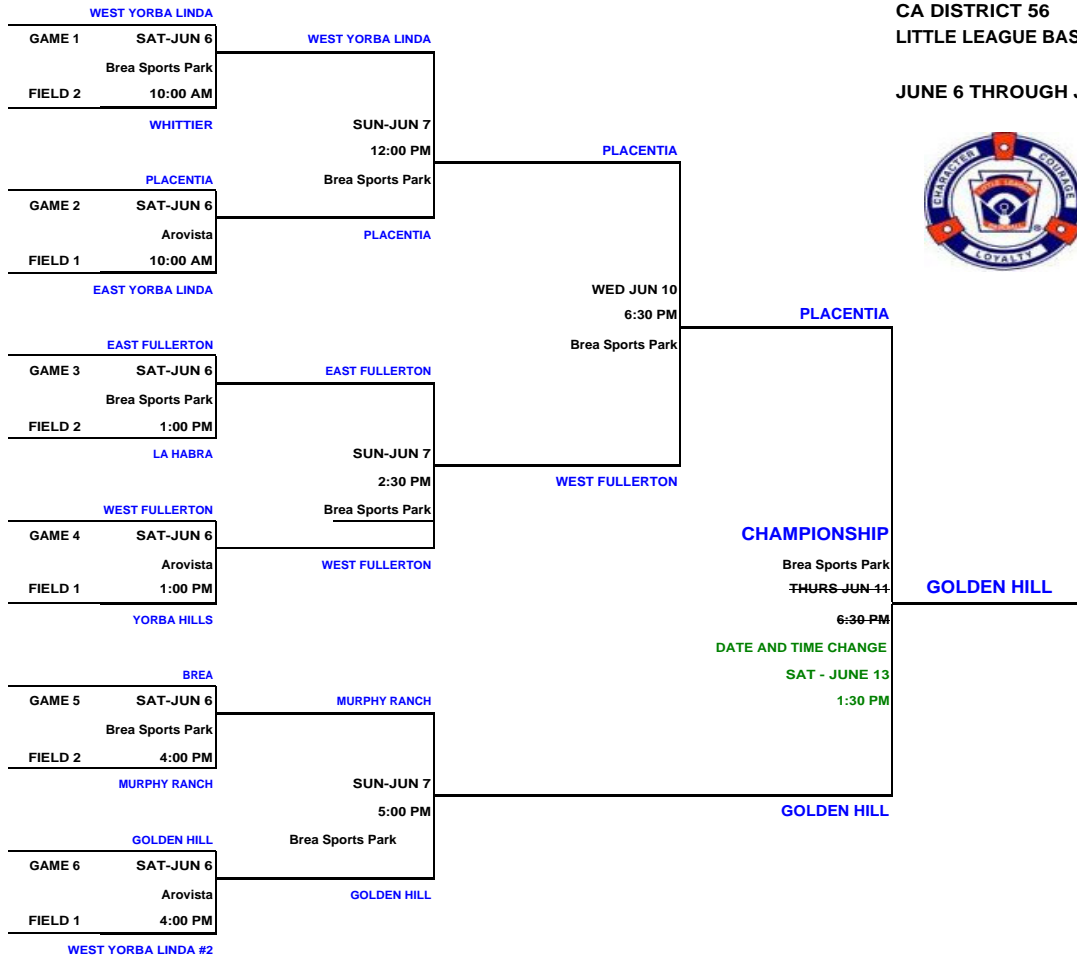 CA DISTRICT 56
LITTLE LEAGUE BAS
JUNE 6 THROUGH J
CHARACTER
COURAGE
LOYALTY
LITTLE LEAGUE
®
WEST YORBA LINDA
GAME 1 SAT-JUN 6
Brea Sports Park
FIELD 2 10:00 AM
WHITTIER
PLACENTIA
GAME 2 SAT-JUN 6
Arovista
FIELD 1 10:00 AM
EAST YORBA LINDA
EAST FULLERTON
GAME 3 SAT-JUN 6
Brea Sports Park
FIELD 2 1:00 PM
LA HABRA
WEST FULLERTON
GAME 4 SAT-JUN 6
Arovista
FIELD 1 1:00 PM
YORBA HILLS
BREA
GAME 5 SAT-JUN 6
Brea Sports Park
FIELD 2 4:00 PM
MURPHY RANCH
GOLDEN HILL
GAME 6 SAT-JUN 6
Arovista
FIELD 1 4:00 PM
WEST YORBA LINDA #2
WEST YORBA LINDA
SUN-JUN 7
12:00 PM
Brea Sports Park
PLACENTIA
EAST FULLERTON
SUN-JUN 7
2:30 PM
Brea Sports Park
WEST FULLERTON
MURPHY RANCH
SUN-JUN 7
5:00 PM
Brea Sports Park
GOLDEN HILL
PLACENTIA
WED JUN 10
6:30 PM
Brea Sports Park
WEST FULLERTON
PLACENTIA
CHAMPIONSHIP
Brea Sports Park
THURS JUN 11
6:30 PM
DATE AND TIME CHANGE
SAT - JUNE 13
1:30 PM
GOLDEN HILL
GOLDEN HILL